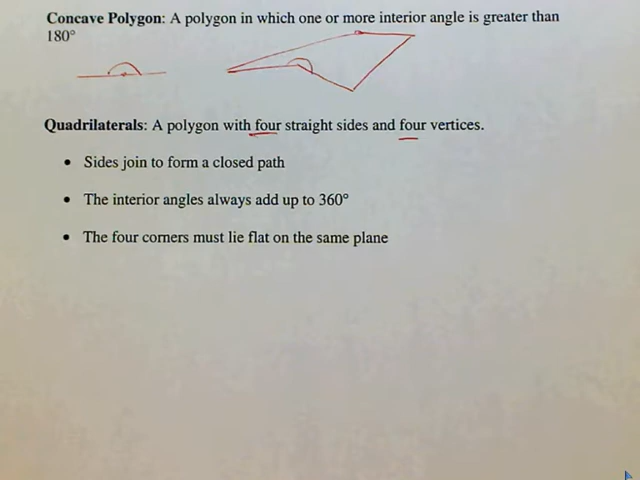 Concave Polygon: A polygon in which one or more interior angle is greater than
180°
Quadrilaterals: A polygon with four straight sides and four vertices.
• Sides join to form a closed path
• The interior angles always add up to 360°
• The four corners must lie flat on the same plane